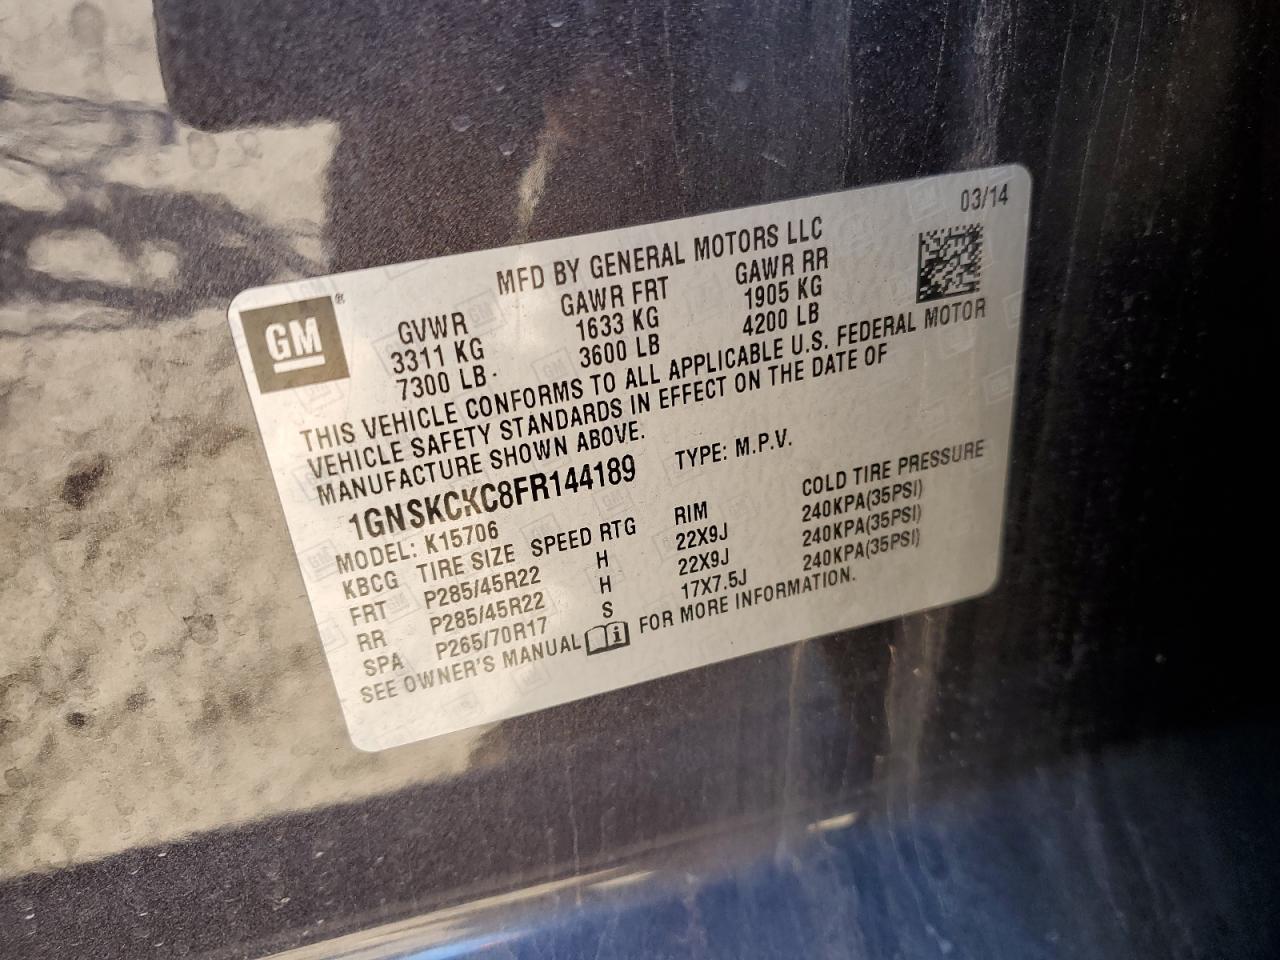 03/14
MFD BY GENERAL MOTORS LLC
GM®
GVWR GAWR FRT GAWR RR
3311 KG 1633 KG 1905 KG
7300 LB 3600 LB 4200 LB
THIS VEHICLE CONFORMS TO ALL APPLICABLE U.S. FEDERAL MOTOR
VEHICLE SAFETY STANDARDS IN EFFECT ON THE DATE OF
MANUFACTURE SHOWN ABOVE.
1GNSKCKC8FR144189 TYPE: M.P.V.
MODEL: K15706
KBCG TIRE SIZE SPEED RTG RIM COLD TIRE PRESSURE
FRT P285/45R22 H 22X9J 240KPA(35PSI)
RR P285/45R22 H 22X9J 240KPA(35PSI)
SPA P265/70R17 S 17X7.5J 240KPA(35PSI)
SEE OWNER'S MANUAL FOR MORE INFORMATION.